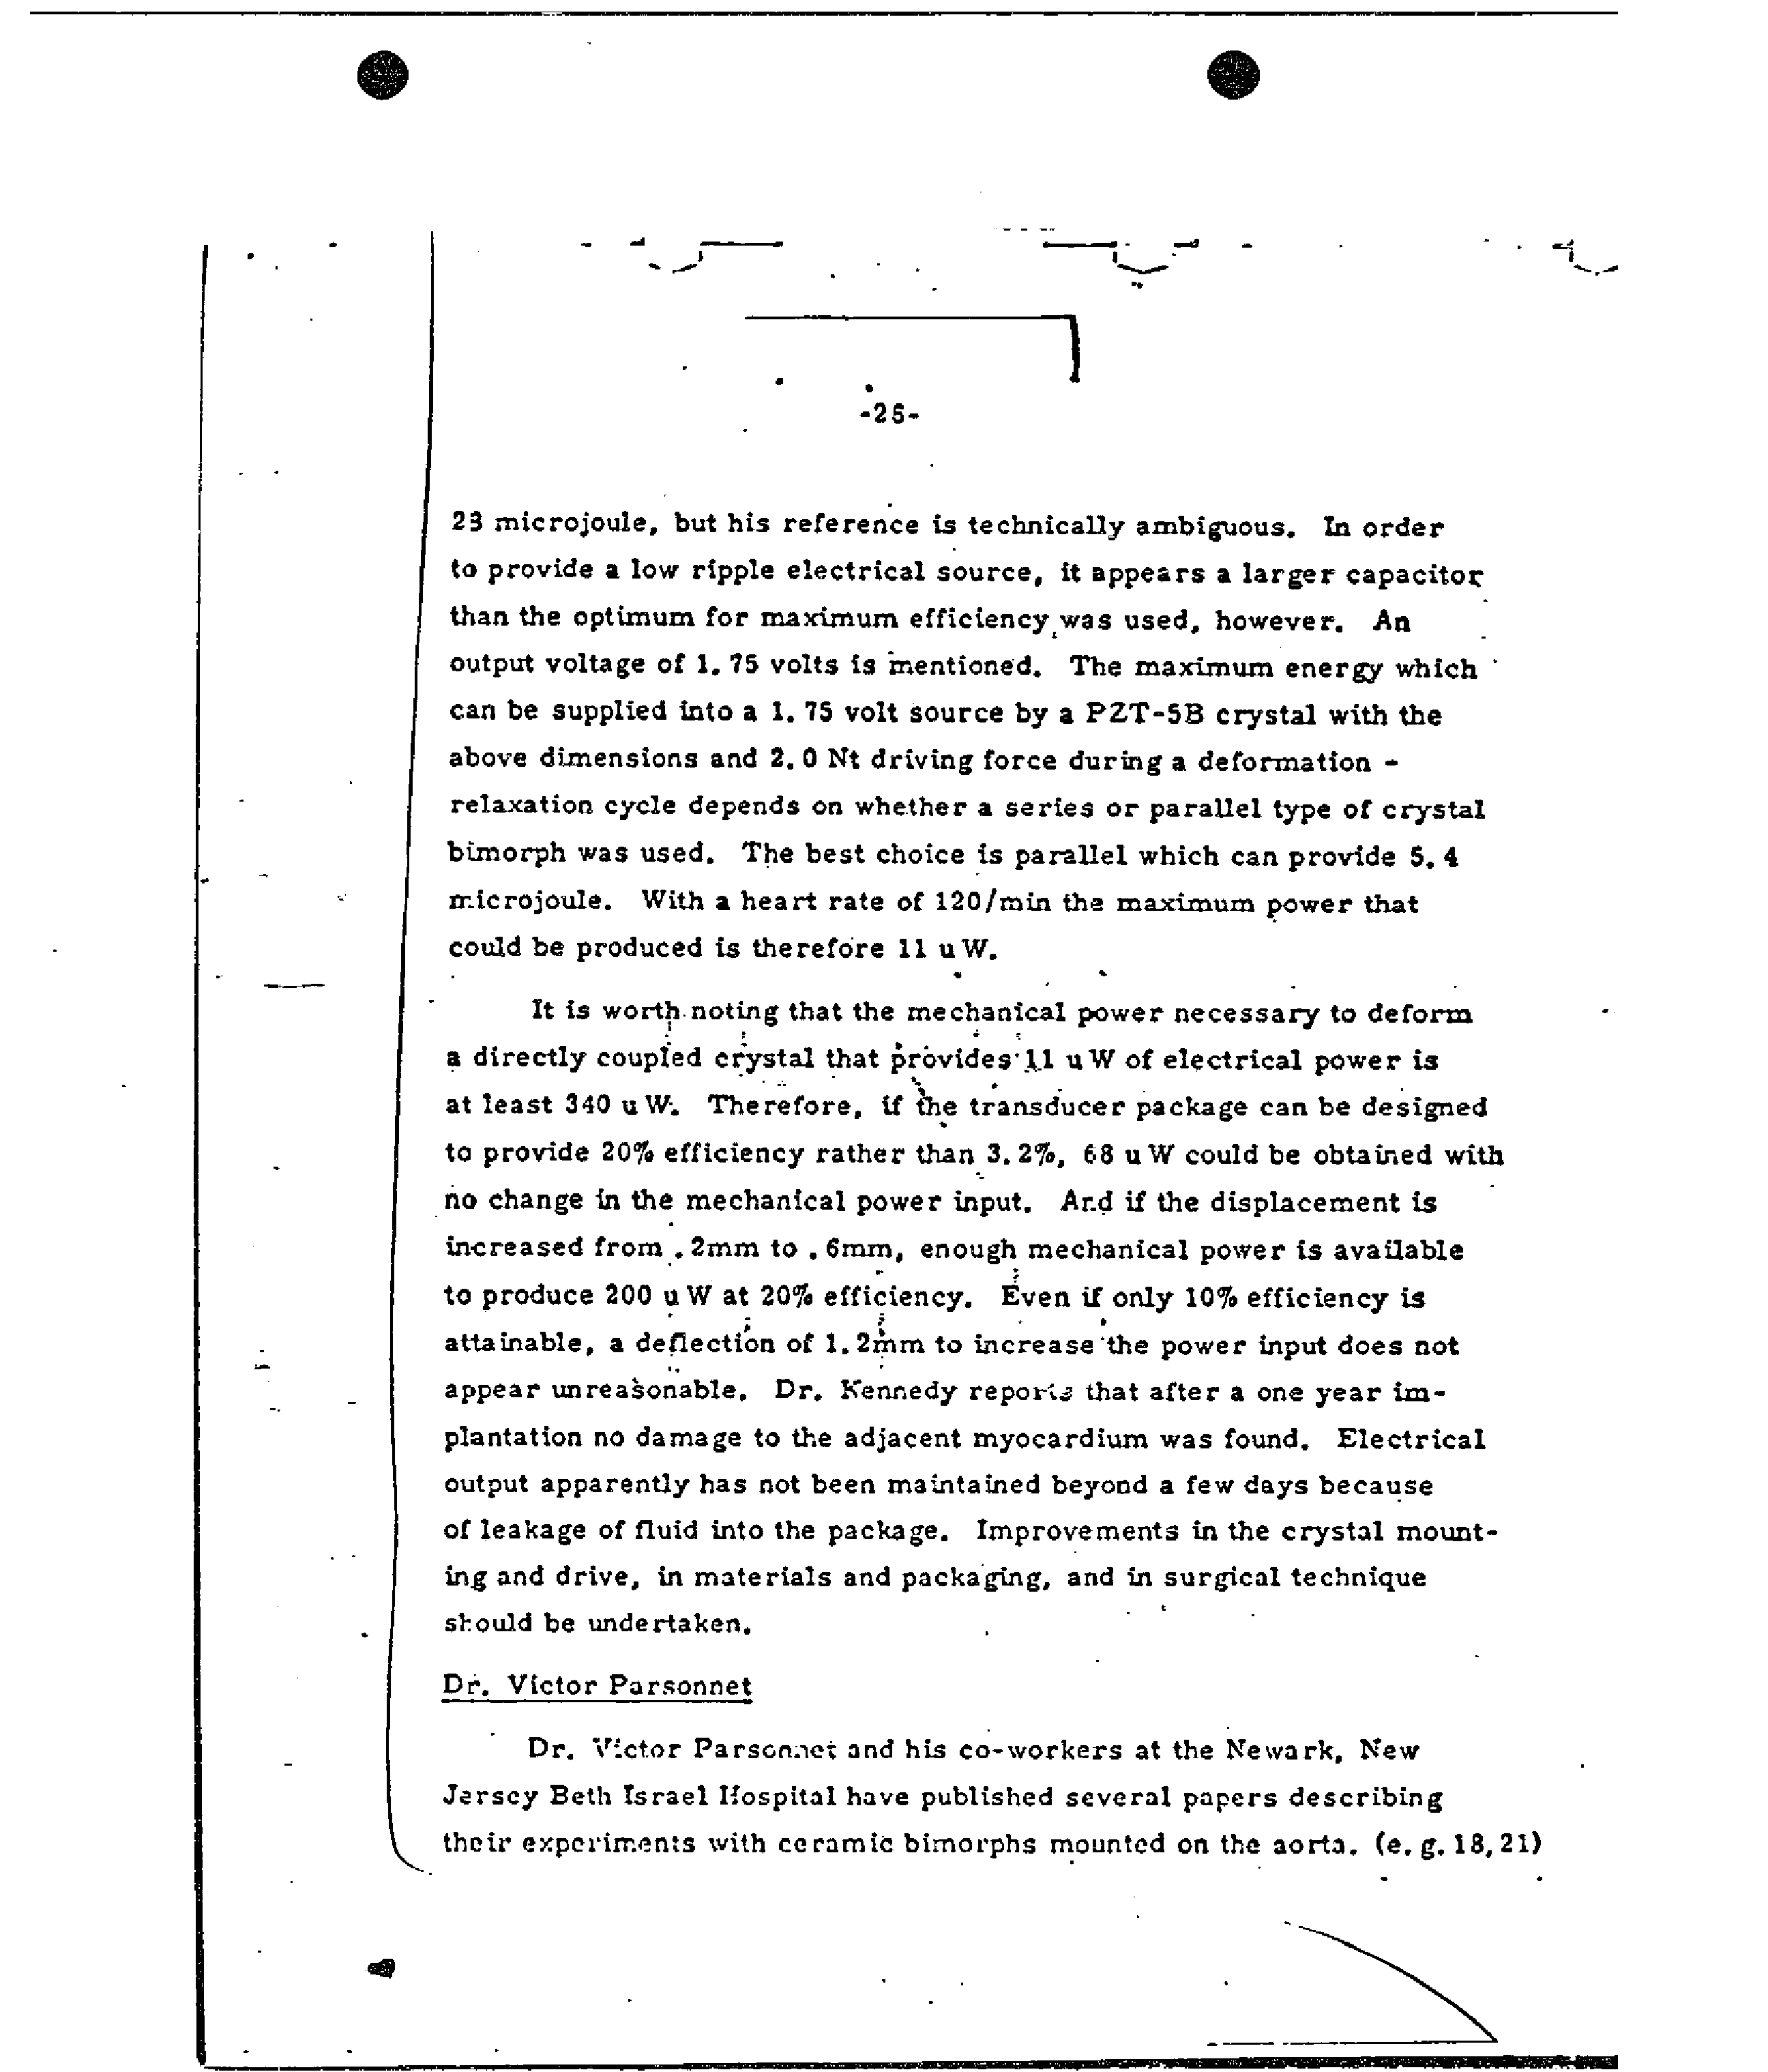 -26-
23 microjoule, but his reference is technically ambiguous. In order
to provide a low ripple electrical source, it appears a larger capacitor
than the optimum for maximum efficiency was used, however. An
output voltage of 1.75 volts is mentioned. The maximum energy which
can be supplied into a 1.75 volt source by a PZT-5B crystal with the
above dimensions and 2.0 Nt driving force during a deformation -
relaxation cycle depends on whether a series or parallel type of crystal
bimorph was used. The best choice is parallel which can provide 5.4
microjoule. With a heart rate of 120/min the maximum power that
could be produced is therefore 11 uW.
It is worth noting that the mechanical power necessary to deform
a directly coupled crystal that provides 11 uW of electrical power is
at least 340 uW. Therefore, if the transducer package can be designed
to provide 20% efficiency rather than 3.2%, 68 uW could be obtained with
no change in the mechanical power input. And if the displacement is
increased from .2mm to .6mm, enough mechanical power is available
to produce 200 uW at 20% efficiency. Even if only 10% efficiency is
attainable, a deflection of 1.2mm to increase the power input does not
appear unreasonable. Dr. Kennedy reports that after a one year im-
plantation no damage to the adjacent myocardium was found. Electrical
output apparently has not been maintained beyond a few days because
of leakage of fluid into the package. Improvements in the crystal mount-
ing and drive, in materials and packaging, and in surgical technique
should be undertaken.
Dr. Victor Parsonnet
Dr. Victor Parsonnet and his co-workers at the Newark, New
Jersey Beth Israel Hospital have published several papers describing
their experiments with ceramic bimorphs mounted on the aorta. (e.g. 18,21)